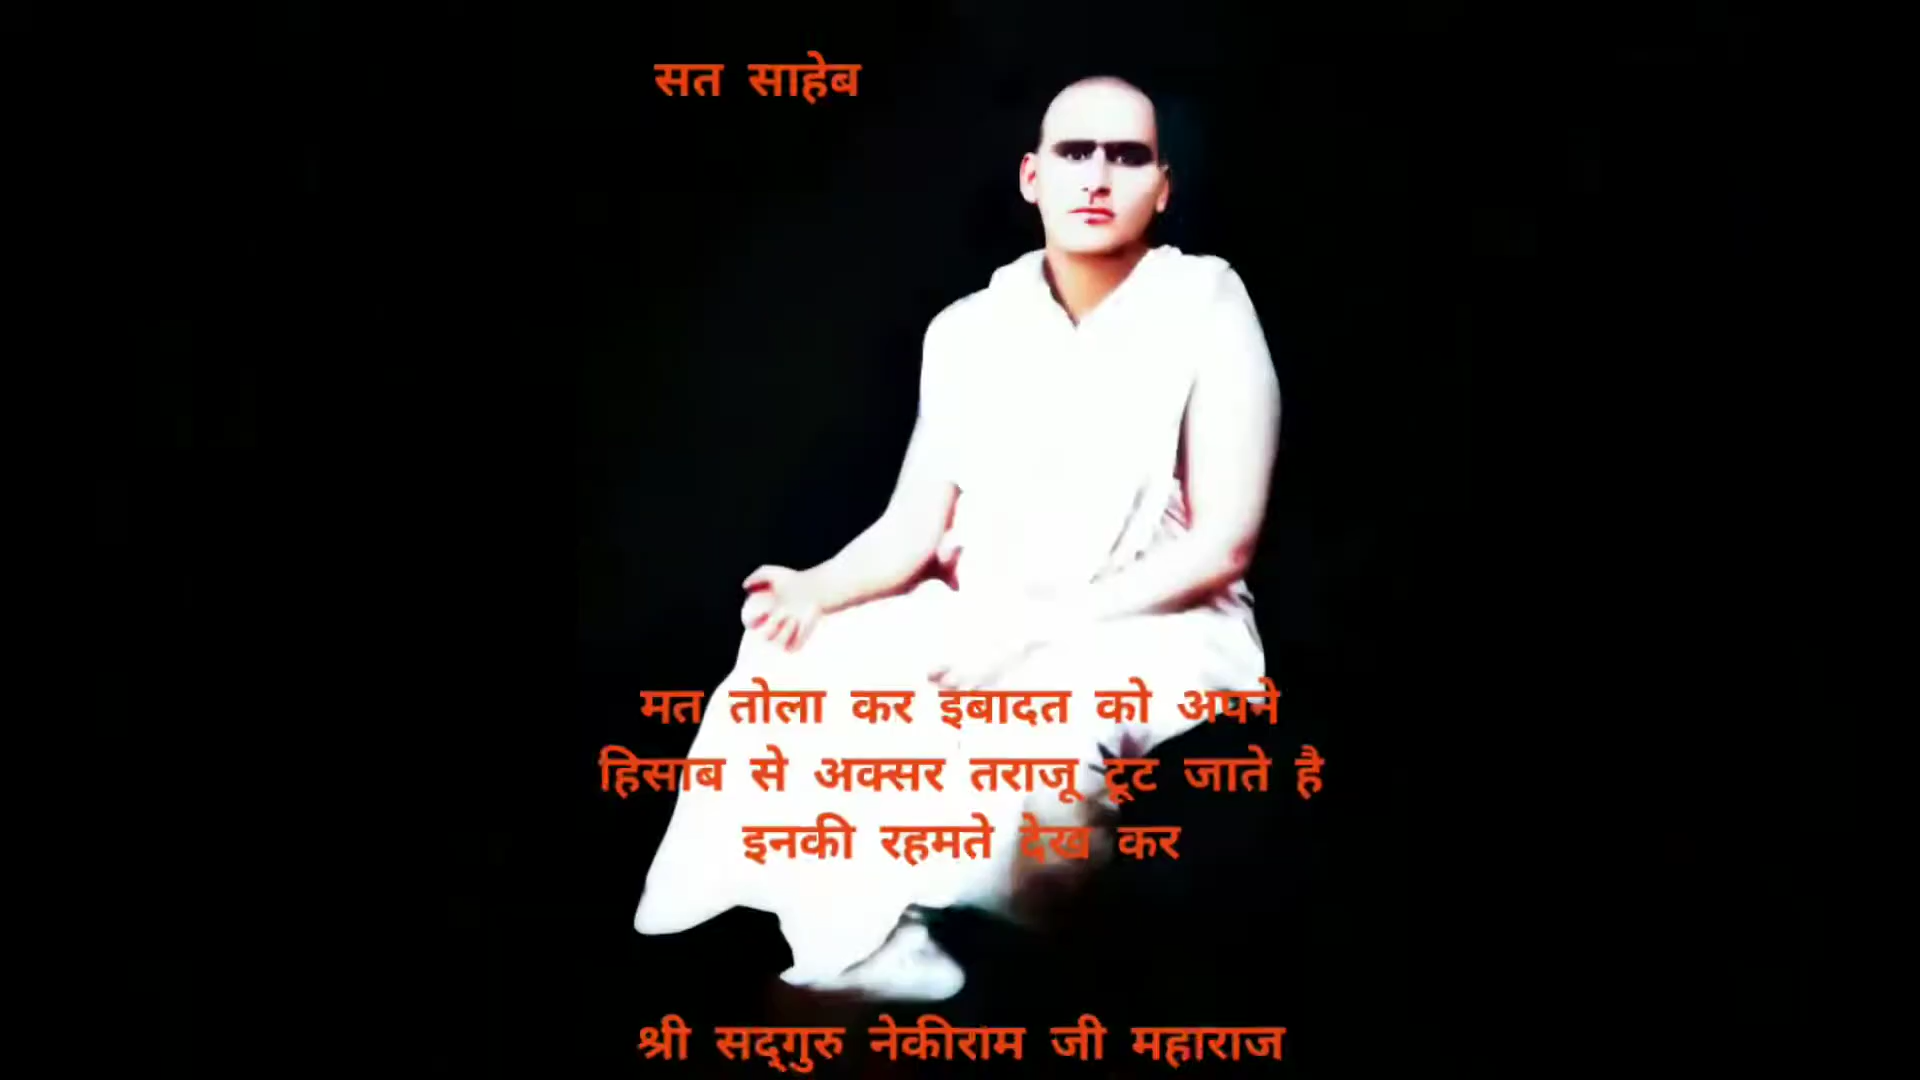 सत साहेब
मत तोला कर इबादत को अपने
हिसाब से अक्सर तराजू टूट जाते है
इनकी रहमते देख कर
श्री सद्गुरु नेकीराम जी महाराज